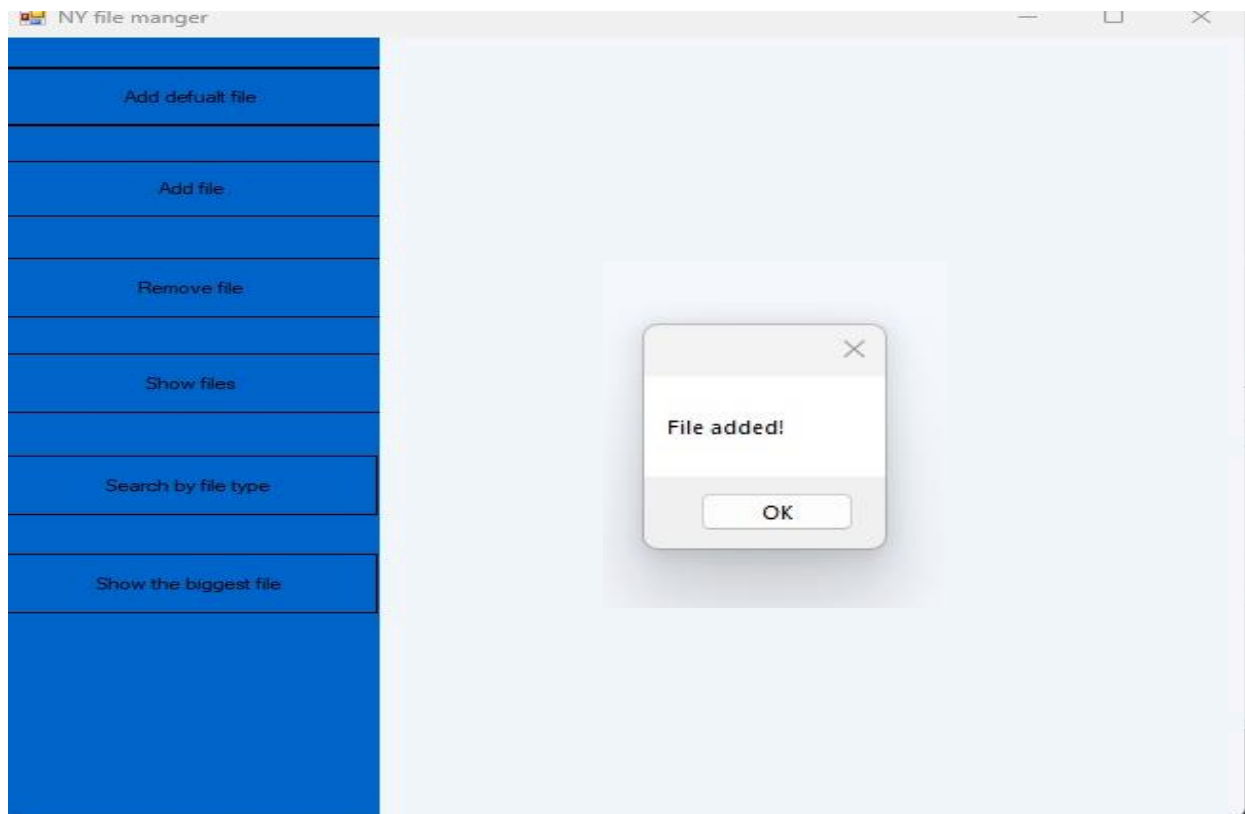 NY file manger
Add defualt file
Add file
Remove file
Show files
Search by file type
Show the biggest file
File added!
OK